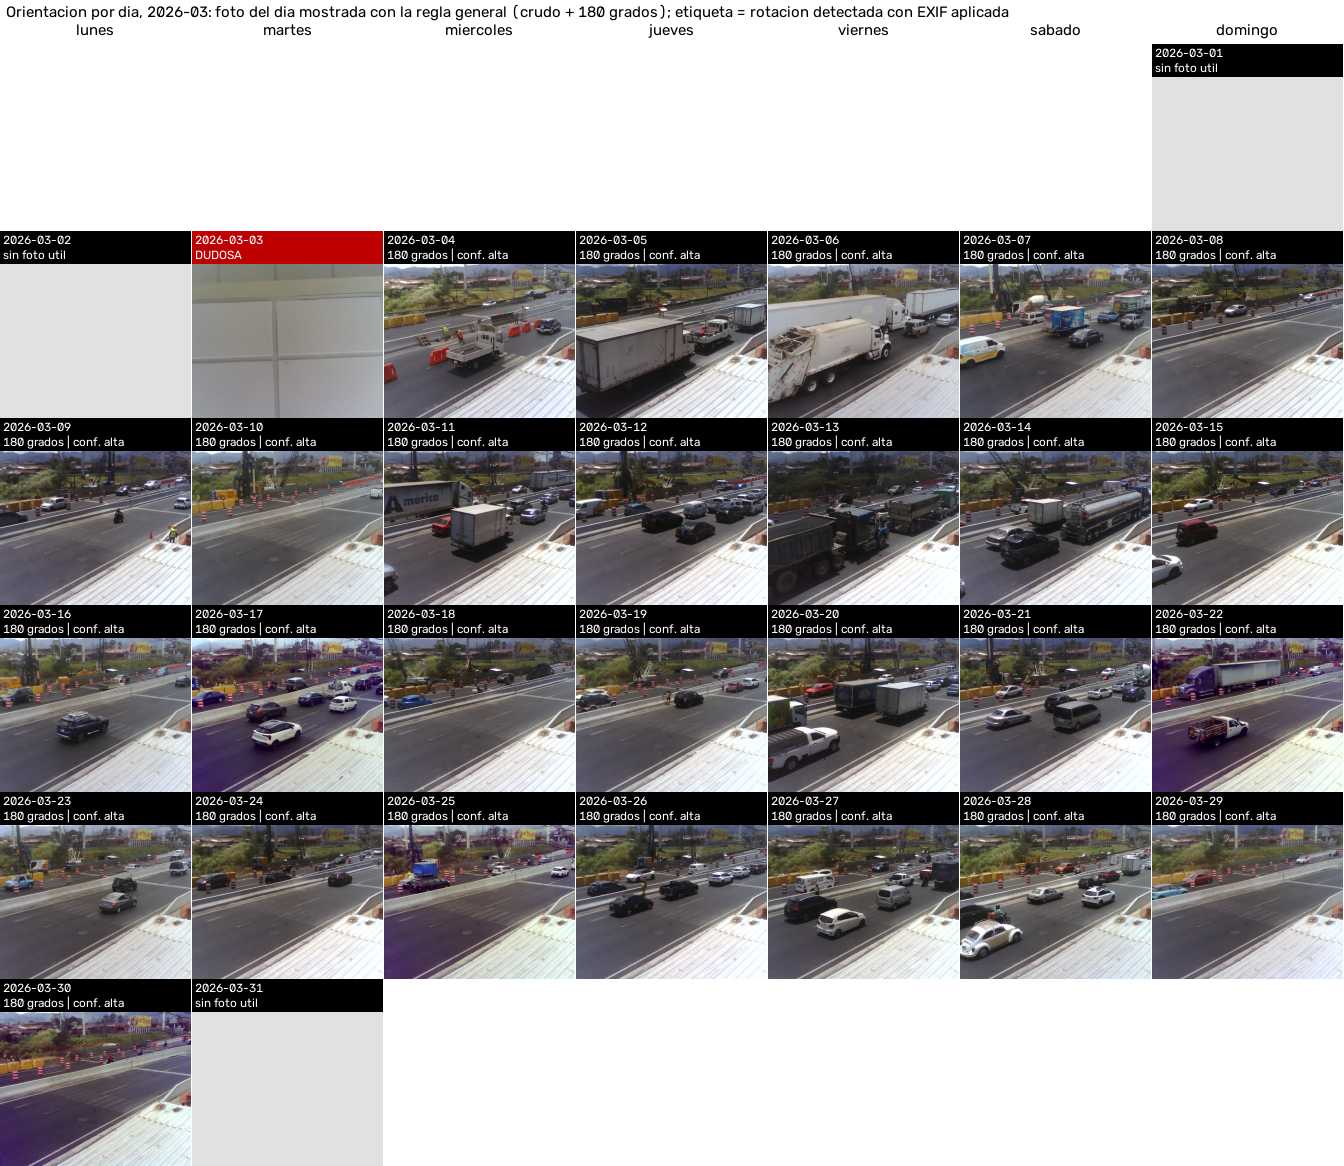 Orientacion por dia, 2026-03: foto del dia mostrada con la regla general (crudo + 180 grados); etiqueta = rotacion detectada con EXIF aplicada
lunes martes miercoles jueves viernes sabado domingo
2026-03-01
sin foto util
2026-03-02
sin foto util
2026-03-03
DUDOSA
2026-03-04
180 grados | conf. alta
2026-03-05
180 grados | conf. alta
2026-03-06
180 grados | conf. alta
2026-03-07
180 grados | conf. alta
2026-03-08
180 grados | conf. alta
2026-03-09
180 grados | conf. alta
2026-03-10
180 grados | conf. alta
2026-03-11
180 grados | conf. alta
2026-03-12
180 grados | conf. alta
2026-03-13
180 grados | conf. alta
2026-03-14
180 grados | conf. alta
2026-03-15
180 grados | conf. alta
2026-03-16
180 grados | conf. alta
2026-03-17
180 grados | conf. alta
2026-03-18
180 grados | conf. alta
2026-03-19
180 grados | conf. alta
2026-03-20
180 grados | conf. alta
2026-03-21
180 grados | conf. alta
2026-03-22
180 grados | conf. alta
2026-03-23
180 grados | conf. alta
2026-03-24
180 grados | conf. alta
2026-03-25
180 grados | conf. alta
2026-03-26
180 grados | conf. alta
2026-03-27
180 grados | conf. alta
2026-03-28
180 grados | conf. alta
2026-03-29
180 grados | conf. alta
2026-03-30
180 grados | conf. alta
2026-03-31
sin foto util